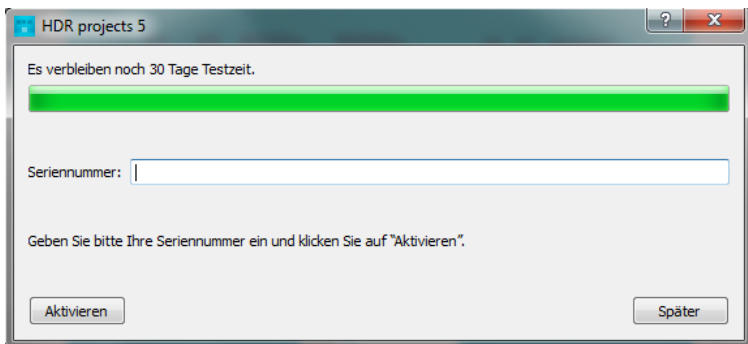 HDR projects 5
Es verbleiben noch 30 Tage Testzeit.
Seriennummer:
Geben Sie bitte Ihre Seriennummer ein und klicken Sie auf “Aktivieren”.
Aktivieren Später